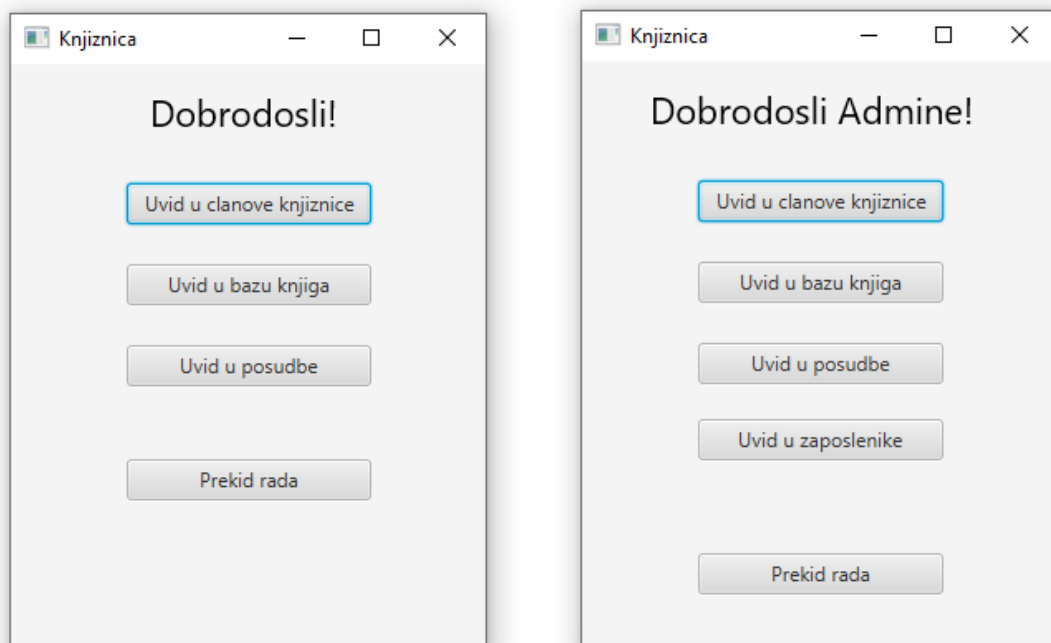 Knjiznica
Dobrodosli!
Uvid u clanove knjiznice
Uvid u bazu knjiga
Uvid u posudbe
Prekid rada
Knjiznica
Dobrodosli Admine!
Uvid u clanove knjiznice
Uvid u bazu knjiga
Uvid u posudbe
Uvid u zaposlenike
Prekid rada